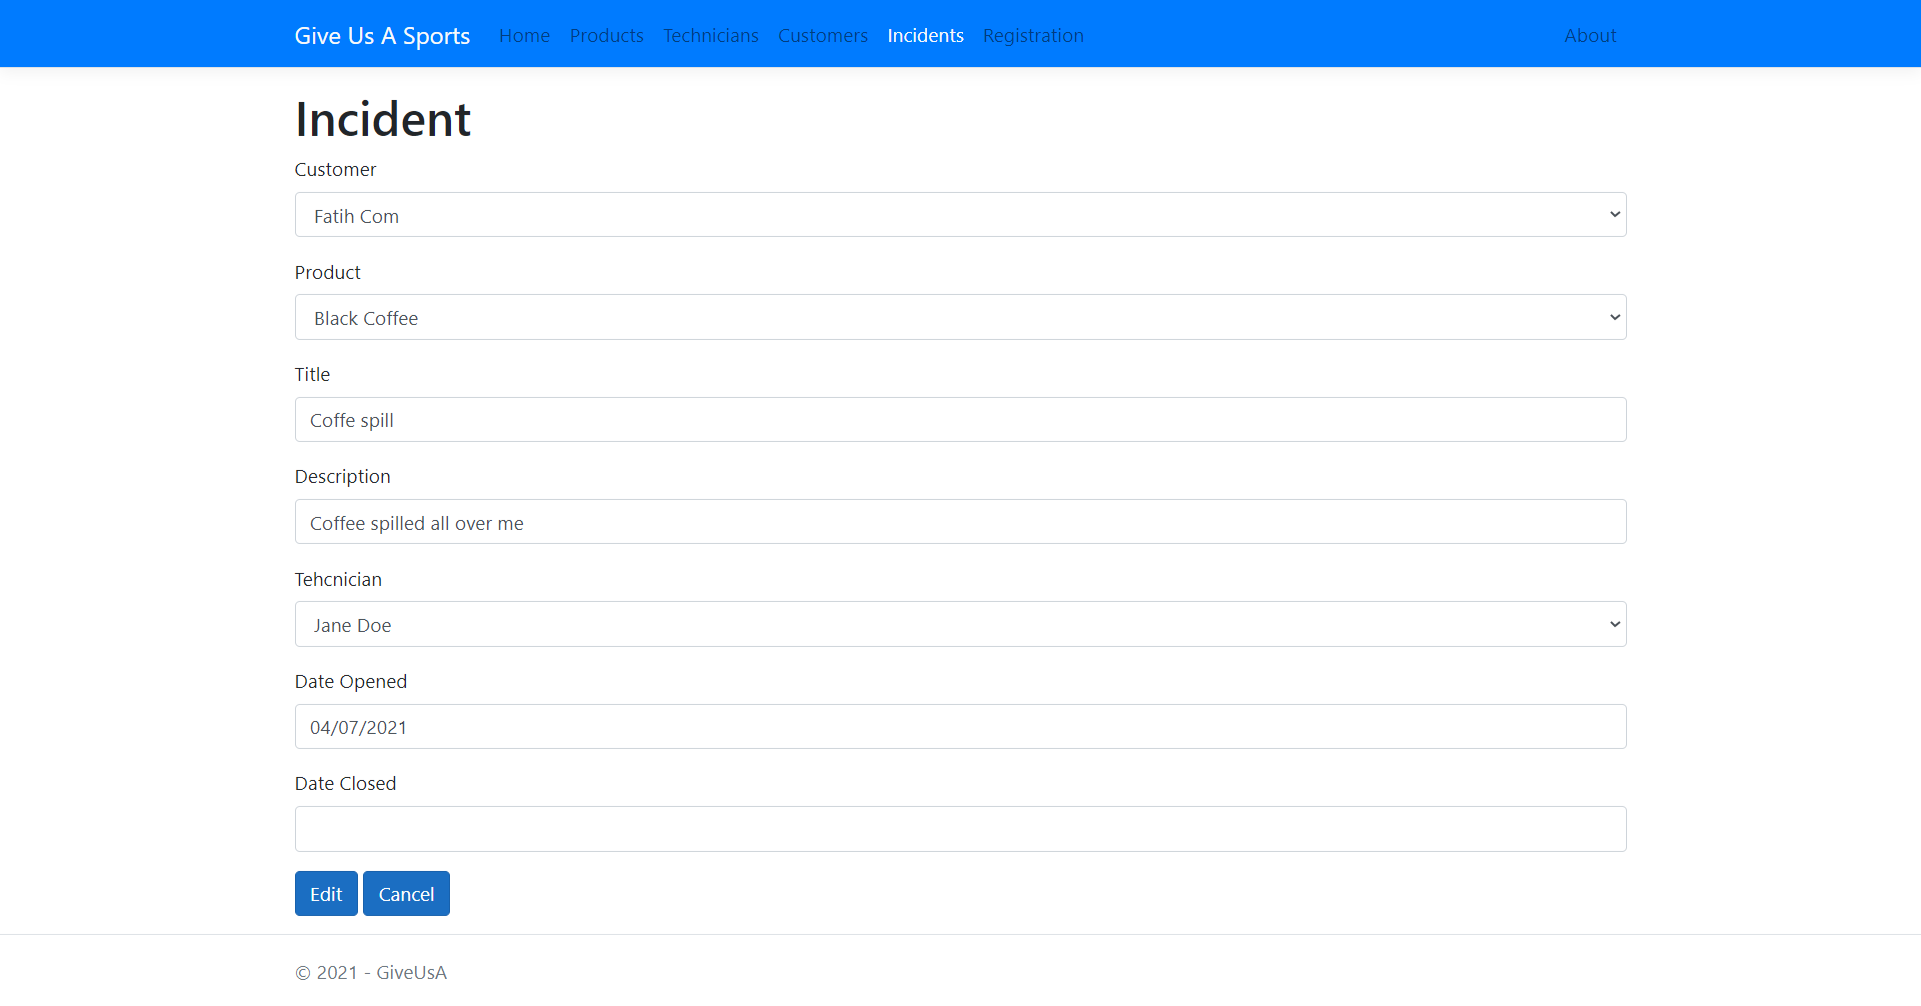 Give Us A Sports Home Products Technicians Customers Incidents Registration About
Incident
Customer
Fatih Com
Product
Black Coffee
Title
Coffe spill
Description
Coffee spilled all over me
Tehcnician
Jane Doe
Date Opened
04/07/2021
Date Closed
Edit Cancel
© 2021 - GiveUsA